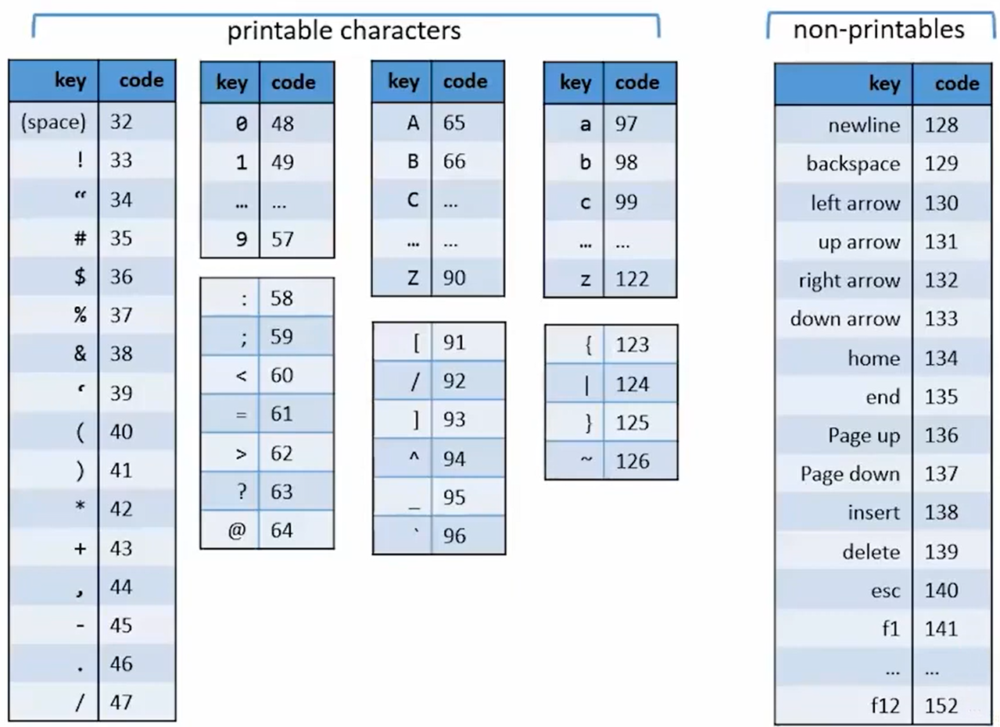 printable characters
non-printables
key code
(space) 32
! 33
“ 34
# 35
$ 36
% 37
& 38
‘ 39
( 40
) 41
* 42
+ 43
, 44
- 45
. 46
/ 47
key code
0 48
1 49
… ...
9 57
: 58
; 59
< 60
= 61
> 62
? 63
@ 64
key code
A 65
B 66
C ...
… ...
Z 90
[ 91
/ 92
] 93
^ 94
_ 95
` 96
key code
a 97
b 98
c 99
… ...
z 122
{ 123
| 124
} 125
~ 126
key code
newline 128
backspace 129
left arrow 130
up arrow 131
right arrow 132
down arrow 133
home 134
end 135
Page up 136
Page down 137
insert 138
delete 139
esc 140
f1 141
... ...
f12 152